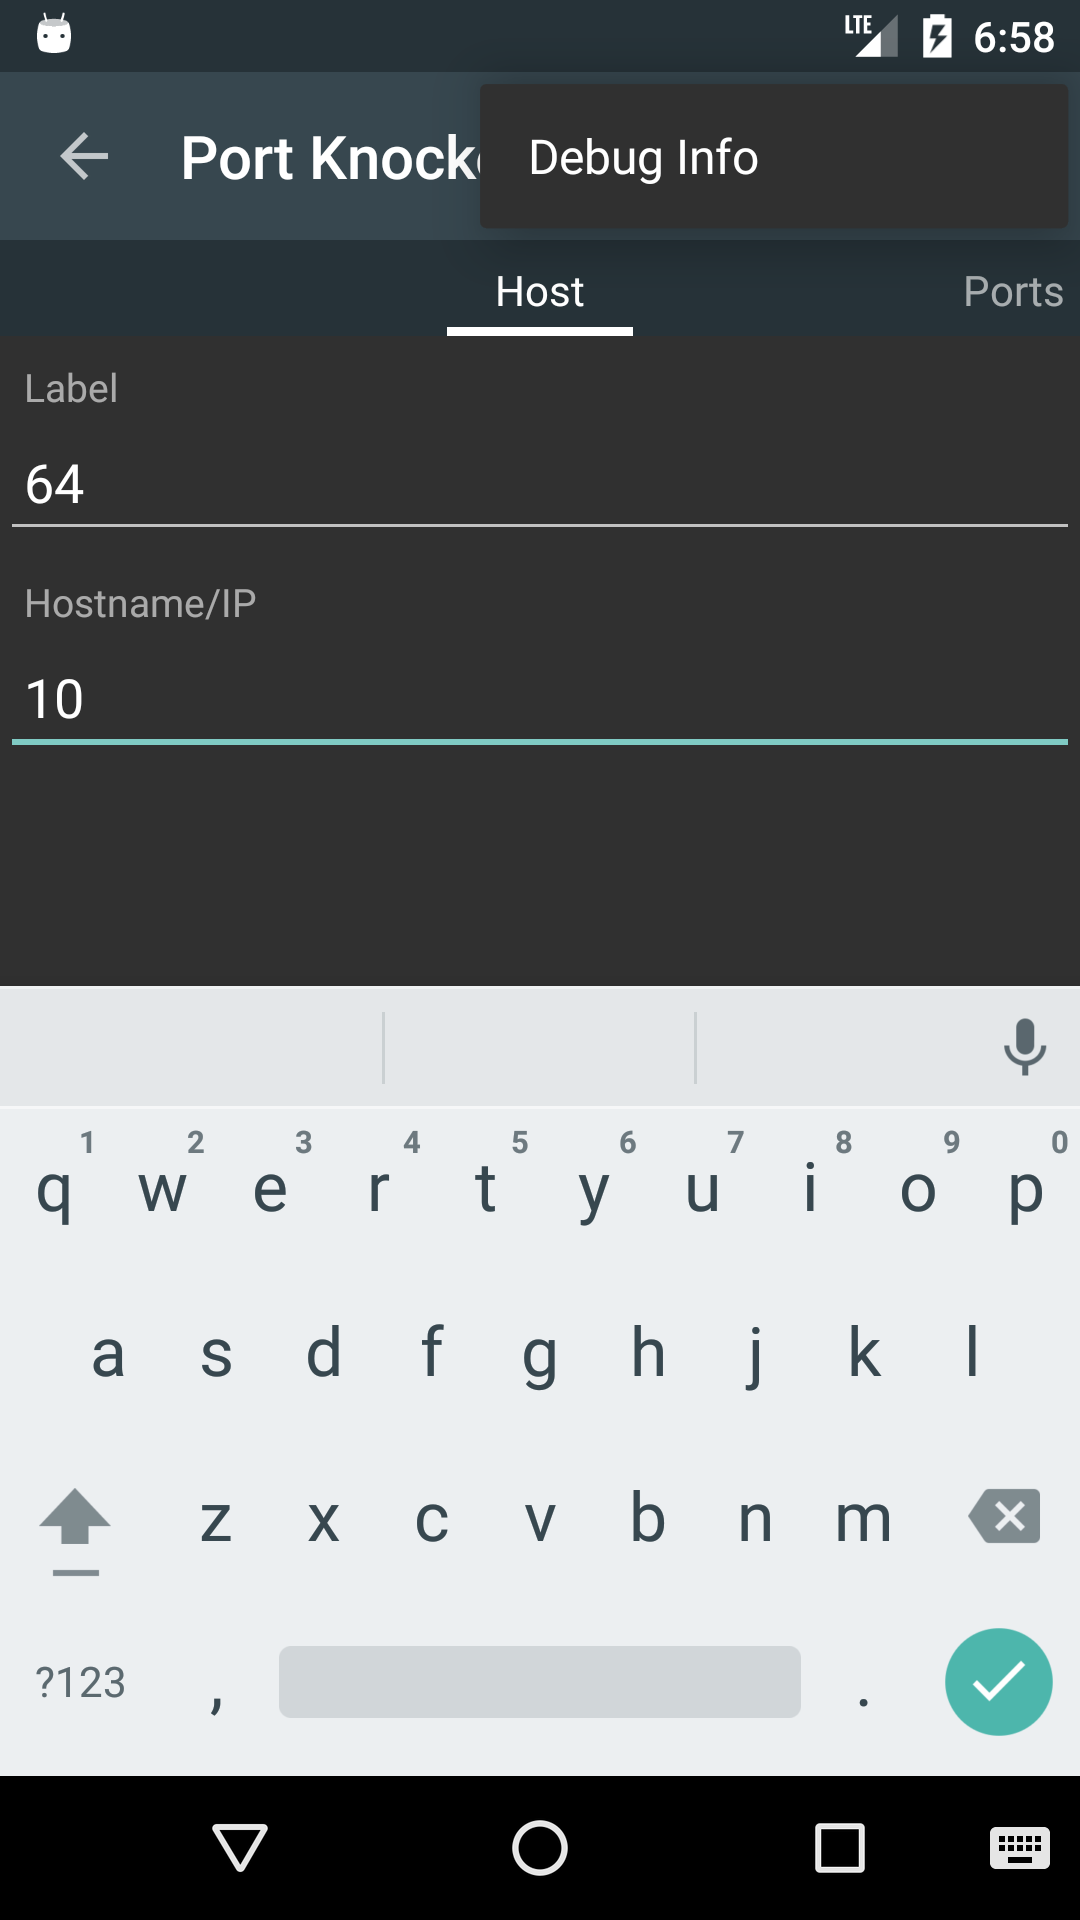 LTE 6:58
Port Knock
Debug Info
Host Ports
Label
64
Hostname/IP
10
1 2 3 4 5 6 7 8 9 0
q w e r t y u i o p
a s d f g h j k l
z x c v b n m
?123 , .